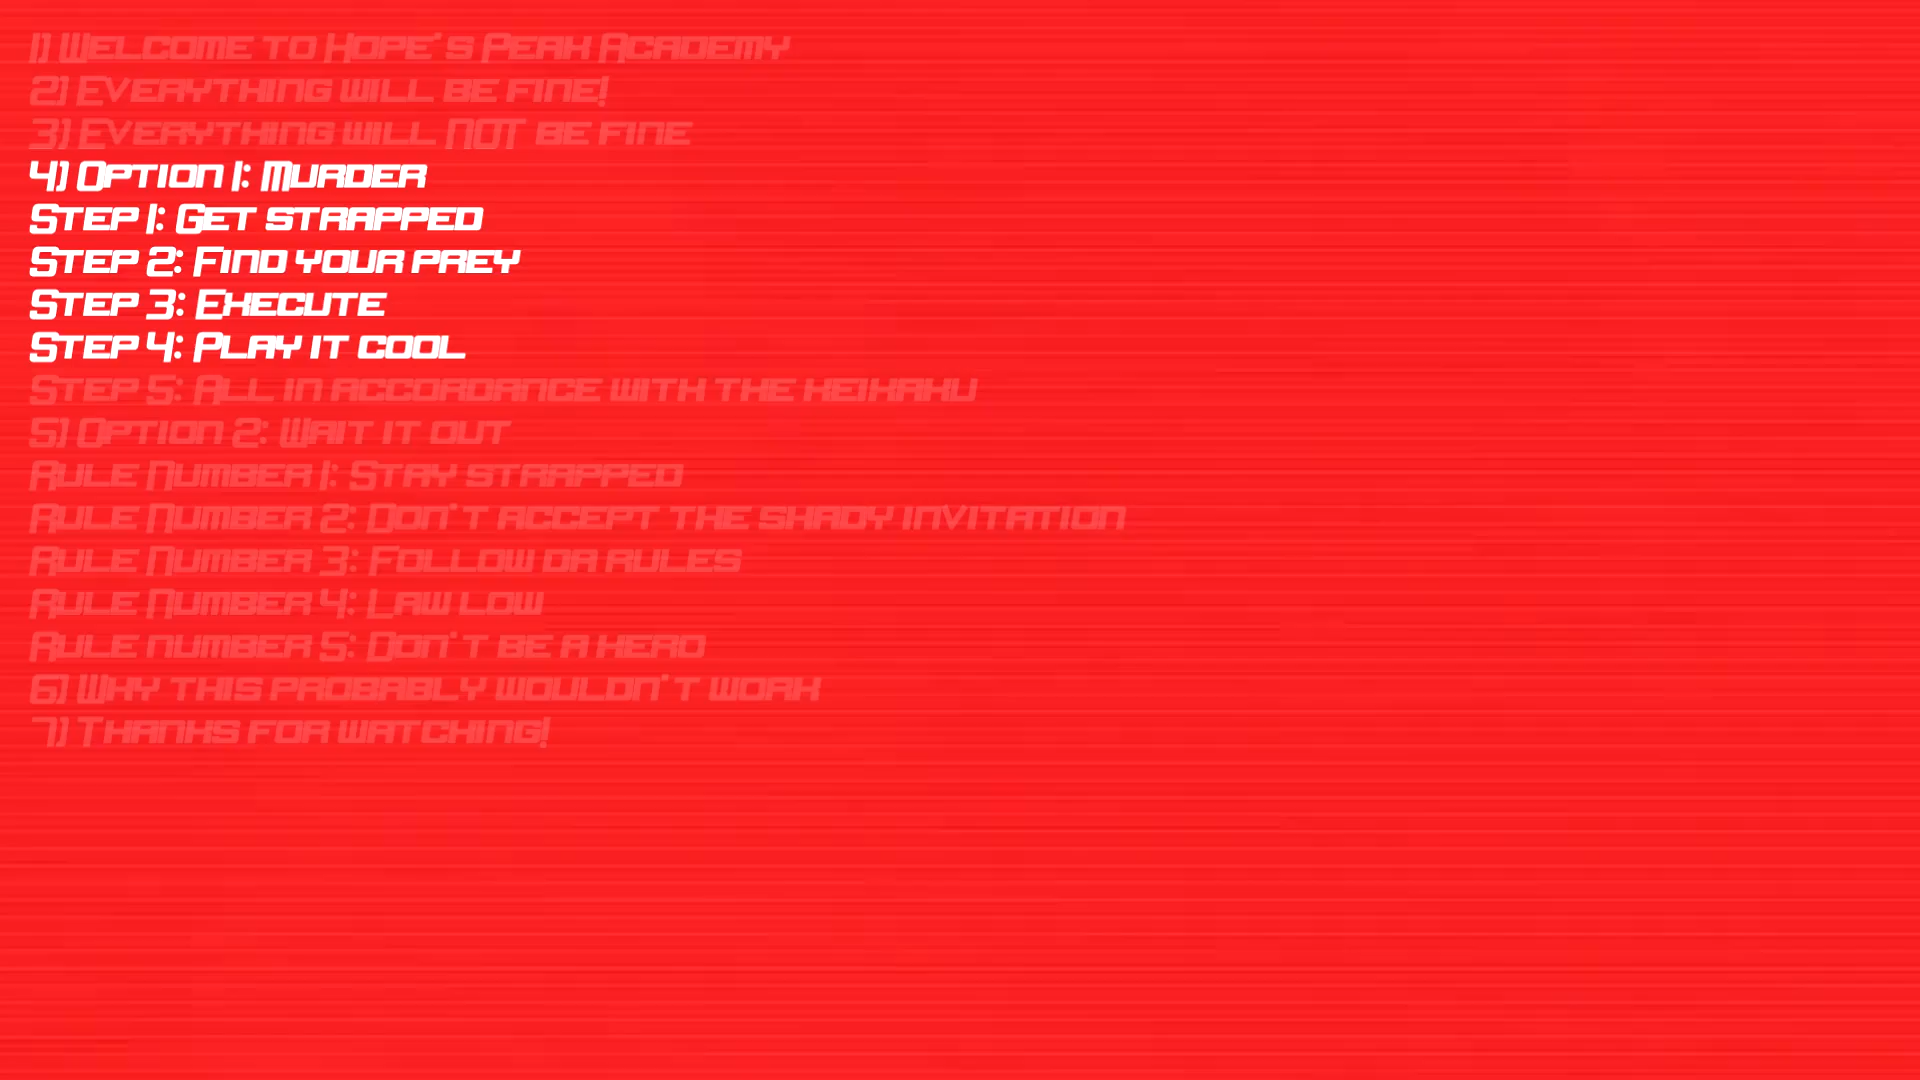 1) Welcome to Hope's Peak Academy
2) Everything will be fine!
3) Everything will NOT be fine
4) Option 1: Murder
Step 1: Get strapped
Step 2: Find your prey
Step 3: Execute
Step 4: Play it cool
Step 5: All in accordance with the keikaku
5) Option 2: Wait it out
Rule Number 1: Stay strapped
Rule Number 2: Don't accept the shady invitation
Rule Number 3: Follow da rules
Rule Number 4: Law low
Rule number 5: Don't be a hero
6) Why this probably wouldn't work
7) Thanks for watching!